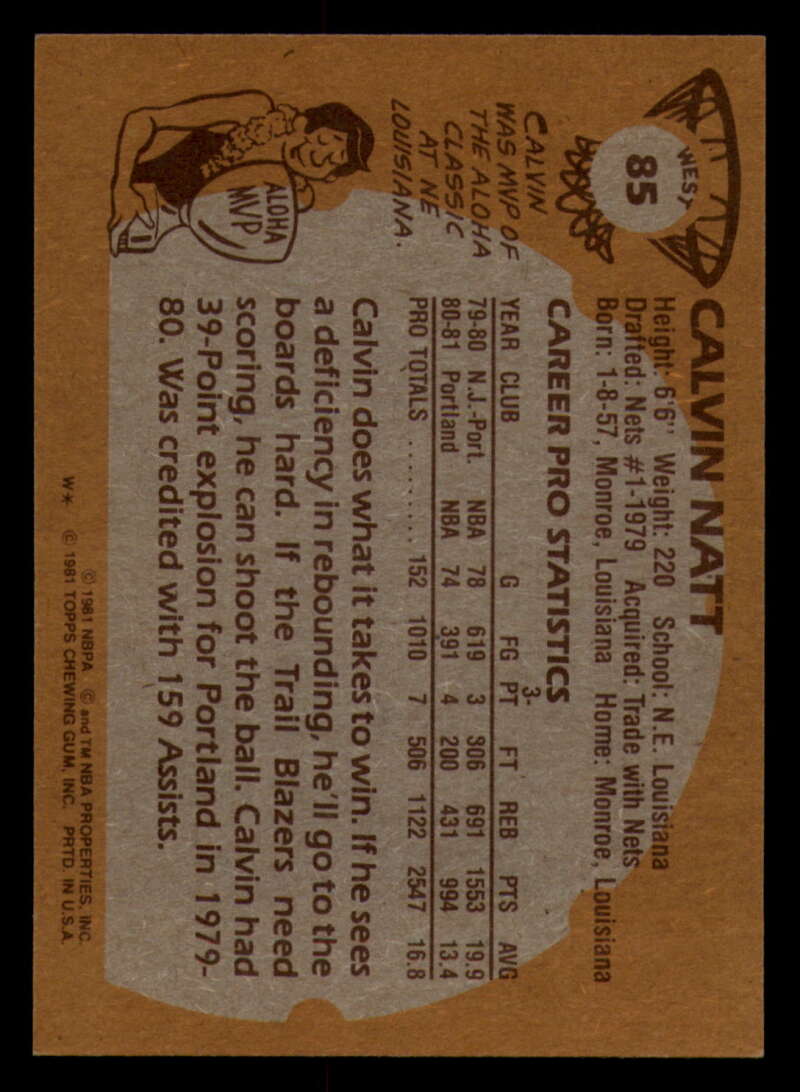 WEST
85
CALVIN NATT
Height: 6'6'' Weight: 220 School: N.E. Louisiana
Drafted: Nets #1-1979 Acquired: Trade with Nets
Born: 1-8-57, Monroe, Louisiana Home: Monroe, Louisiana
CALVIN
WAS MVP OF
THE ALOHA
CLASSIC
AT NE
LOUISIANA.
ALOHA
MVP
CAREER PRO STATISTICS
3-
YEAR CLUB G FG PT FT REB PTS AVG
79-80 N.J.-Port. NBA 78 619 3 306 691 1553 19.9
80-81 Portland NBA 74 391 4 200 431 994 13.4
PRO TOTALS .......... 152 1010 7 506 1122 2547 16.8
Calvin does what it takes to win. If he sees
a deficiency in rebounding, he'll go to the
boards hard. If the Trail Blazers need
scoring, he can shoot the ball. Calvin had
39-Point explosion for Portland in 1979-
80. Was credited with 159 Assists.
© 1981 NBPA © and TM NBA PROPERTIES, INC.
W* © 1981 TOPPS CHEWING GUM, INC. PRTD. IN U.S.A.